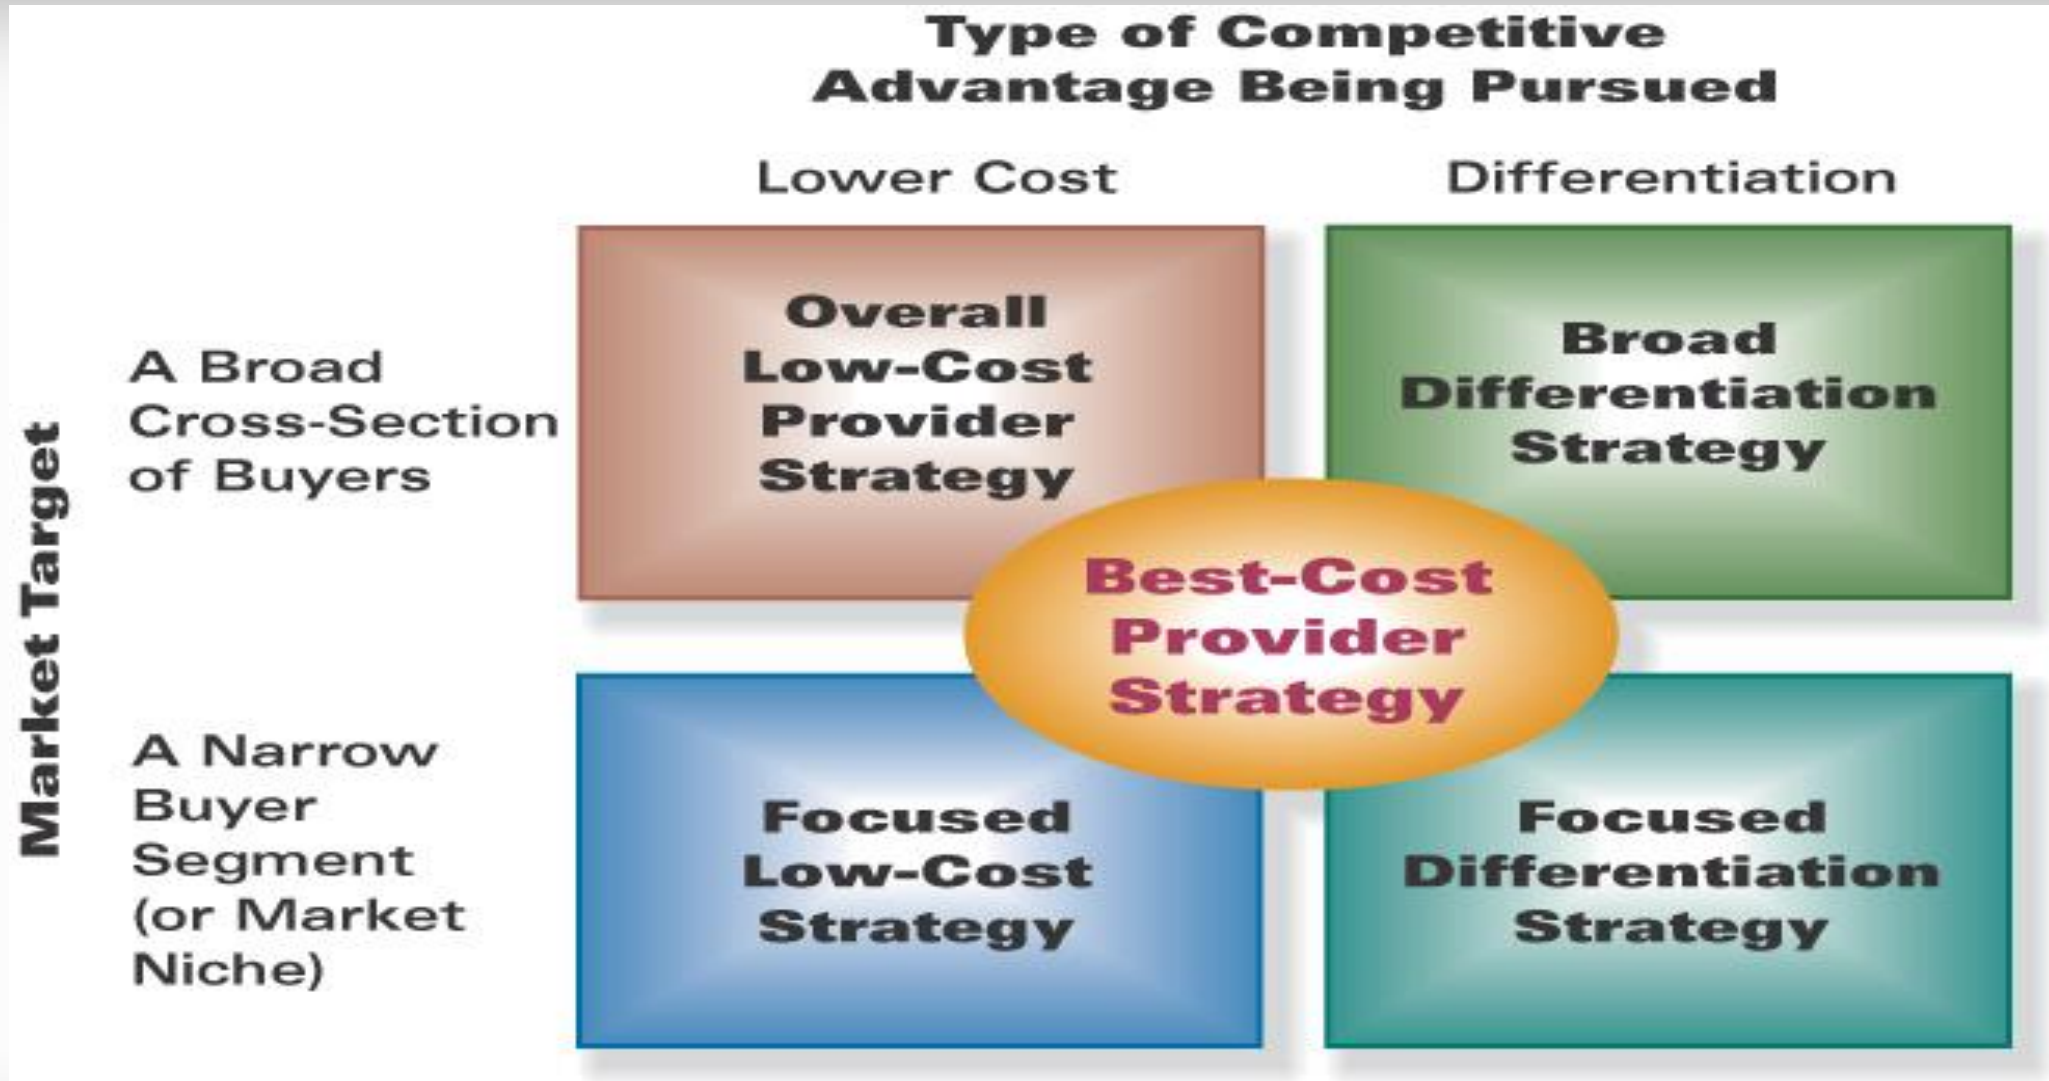 Type of Competitive
Advantage Being Pursued
Lower Cost
Differentiation
Market Target
A Broad
Cross-Section
of Buyers
Overall
Low-Cost
Provider
Strategy
Broad
Differentiation
Strategy
Best-Cost
Provider
Strategy
A Narrow
Buyer
Segment
(or Market
Niche)
Focused
Low-Cost
Strategy
Focused
Differentiation
Strategy